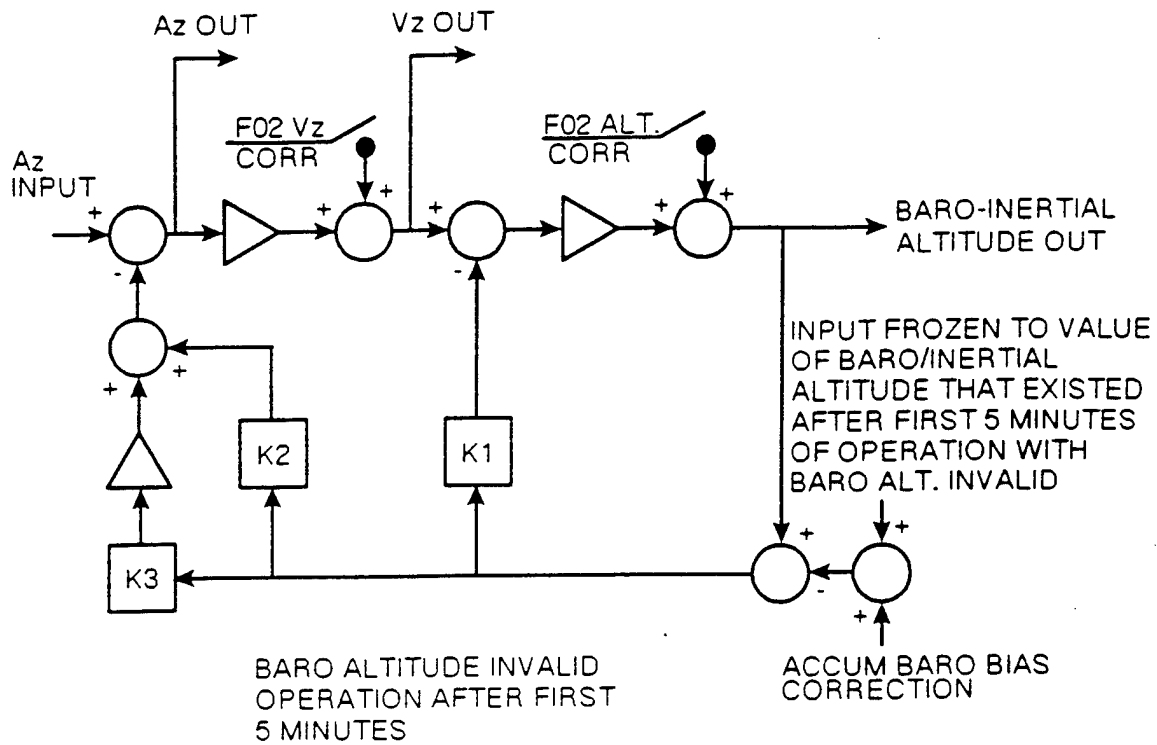 Az OUT
Vz OUT
F02 Vz
CORR
F02 ALT.
CORR
Az
INPUT
+
-
+
+
+
-
+
+
BARO-INERTIAL
ALTITUDE OUT
INPUT FROZEN TO VALUE
OF BARO/INERTIAL
ALTITUDE THAT EXISTED
AFTER FIRST 5 MINUTES
OF OPERATION WITH
BARO ALT. INVALID
+
+
K2
K1
K3
+
+
-
+
ACCUM BARO BIAS
CORRECTION
BARO ALTITUDE INVALID
OPERATION AFTER FIRST
5 MINUTES